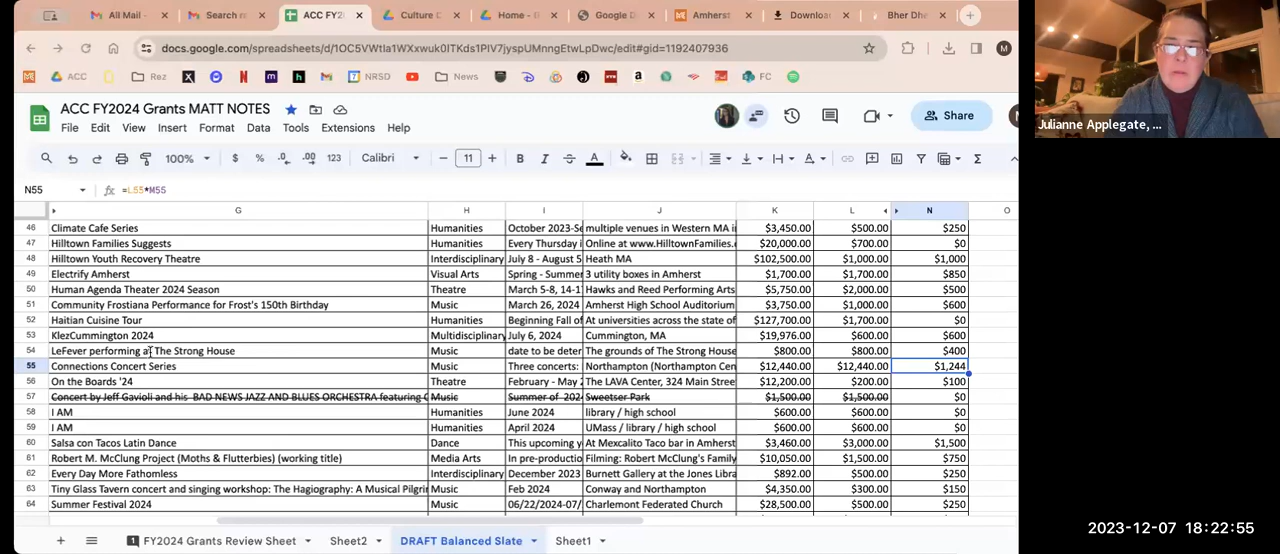 All Mail -
Search re
ACC FY2
Culture C
Home - E
Google D
Amherst
Downloa
Bher Dhe
docs.google.com/spreadsheets/d/1OC5VWtla1WXxwuk0ITKds1PIV7jyspUMnngEtwLpDwc/edit#gid=1192407936
ACC
Rez
NRSD
News
FC
ACC FY2024 Grants MATT NOTES
File Edit View Insert Format Data Tools Extensions Help
Share
100% $ % .0 .00 123 Calibri 11
N55 fx =L55*M55
G H I J K L N O
46 Climate Cafe Series Humanities October 2023-Se multiple venues in Western MA in $3,450.00 $500.00 $250
47 Hilltown Families Suggests Humanities Every Thursday i Online at www.HilltownFamilies. $20,000.00 $700.00 $0
48 Hilltown Youth Recovery Theatre Interdisciplinary July 8 - August 5 Heath MA $102,500.00 $1,000.00 $1,000
49 Electrify Amherst Visual Arts Spring - Summer 3 utility boxes in Amherst $1,700.00 $1,700.00 $850
50 Human Agenda Theater 2024 Season Theatre March 5-8, 14-1 Hawks and Reed Performing Arts $5,750.00 $2,000.00 $500
51 Community Frostiana Performance for Frost's 150th Birthday Music March 26, 2024 Amherst High School Auditorium $3,750.00 $1,000.00 $600
52 Haitian Cuisine Tour Humanities Beginning Fall of At universities across the state of $127,700.00 $1,700.00 $0
53 KlezCummington 2024 Multidisciplinary July 6, 2024 Cummington, MA $19,976.00 $600.00 $600
54 LeFever performing at The Strong House Music date to be deter The grounds of The Strong House $800.00 $800.00 $400
55 Connections Concert Series Music Three concerts: Northampton (Northampton Cen $12,440.00 $12,440.00 $1,244
56 On the Boards '24 Theatre February - May 2 The LAVA Center, 324 Main Stree $12,200.00 $200.00 $100
57 Concert by Jeff Gavioli and his BAD NEWS JAZZ AND BLUES ORCHESTRA featuring Music Summer of 202 Sweetser Park $1,500.00 $1,500.00 $0
58 I AM Humanities June 2024 library / high school $600.00 $600.00 $0
59 I AM Humanities April 2024 UMass / library / high school $600.00 $600.00 $0
60 Salsa con Tacos Latin Dance Dance This upcoming y At Mexcalito Taco bar in Amherst $3,460.00 $3,000.00 $1,500
61 Robert M. McClung Project (Moths & Flutterbies) (working title) Media Arts In pre-productio Filming: Robert McClung's Family $10,050.00 $1,500.00 $750
62 Every Day More Fathomless Interdisciplinary December 2023 Burnett Gallery at the Jones Libra $892.00 $500.00 $250
63 Tiny Glass Tavern concert and singing workshop: The Hagiography: A Musical Pilgri Music Feb 2024 Conway and Northampton $4,350.00 $300.00 $150
64 Summer Festival 2024 Music 06/22/2024-07/ Charlemont Federated Church $28,500.00 $500.00 $250
1 FY2024 Grants Review Sheet Sheet2 DRAFT Balanced Slate Sheet1
Julianne Applegate, ...
2023-12-07 18:22:55